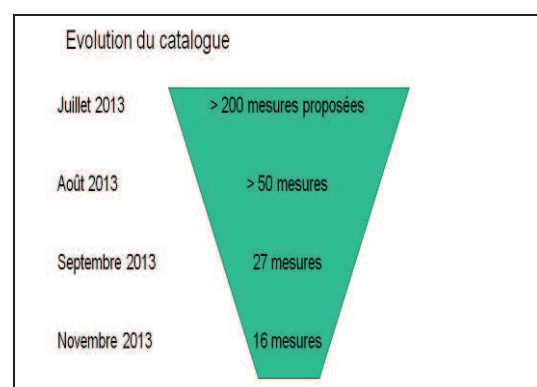 Evolution du catalogue
Juillet 2013 > 200 mesures proposées
Août 2013 > 50 mesures
Septembre 2013 27 mesures
Novembre 2013 16 mesures